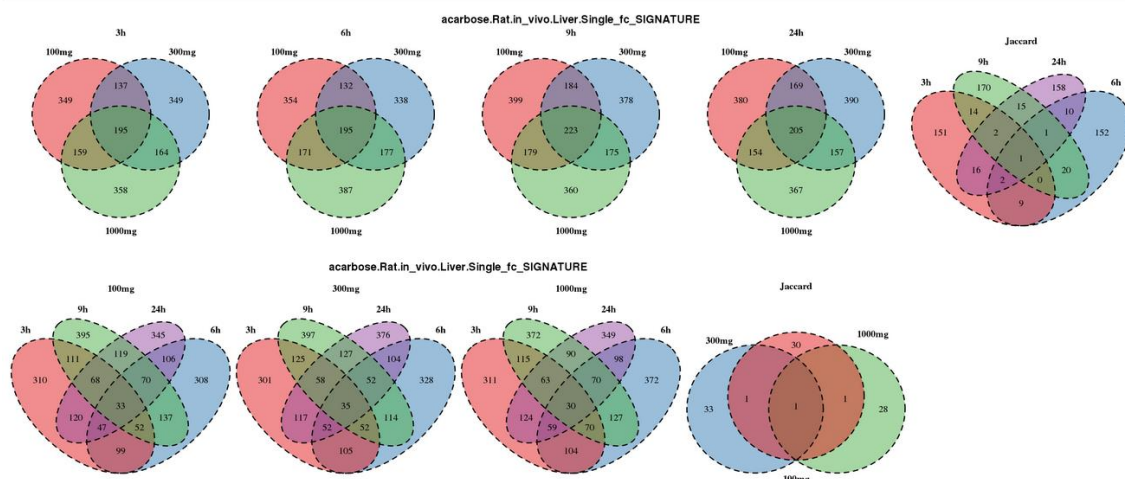 acarbose.Rat.in_vivo.Liver.Single_fc_SIGNATURE
3h
100mg 300mg
137
349 349
195
159 164
358
1000mg
6h
100mg 300mg
132
354 338
195
171 177
387
1000mg
9h
100mg 300mg
184
399 378
223
179 175
360
1000mg
24h
100mg 300mg
169
380 390
205
154 157
367
1000mg
Jaccard
9h 24h
3h 6h
170 158
14 15 10
151 2 1 152
1
16 2 0 20
9
acarbose.Rat.in_vivo.Liver.Single_fc_SIGNATURE
100mg
9h 24h
3h 6h
395 345
111 119 106
310 68 70 308
33
120 47 52 137
99
300mg
9h 24h
3h 6h
397 376
125 127 104
301 58 52 328
35
117 52 52 114
105
1000mg
9h 24h
3h 6h
372 349
115 90 98
311 63 70 372
30
124 59 70 127
104
Jaccard
300mg 1000mg
30
1 1
33 1 28